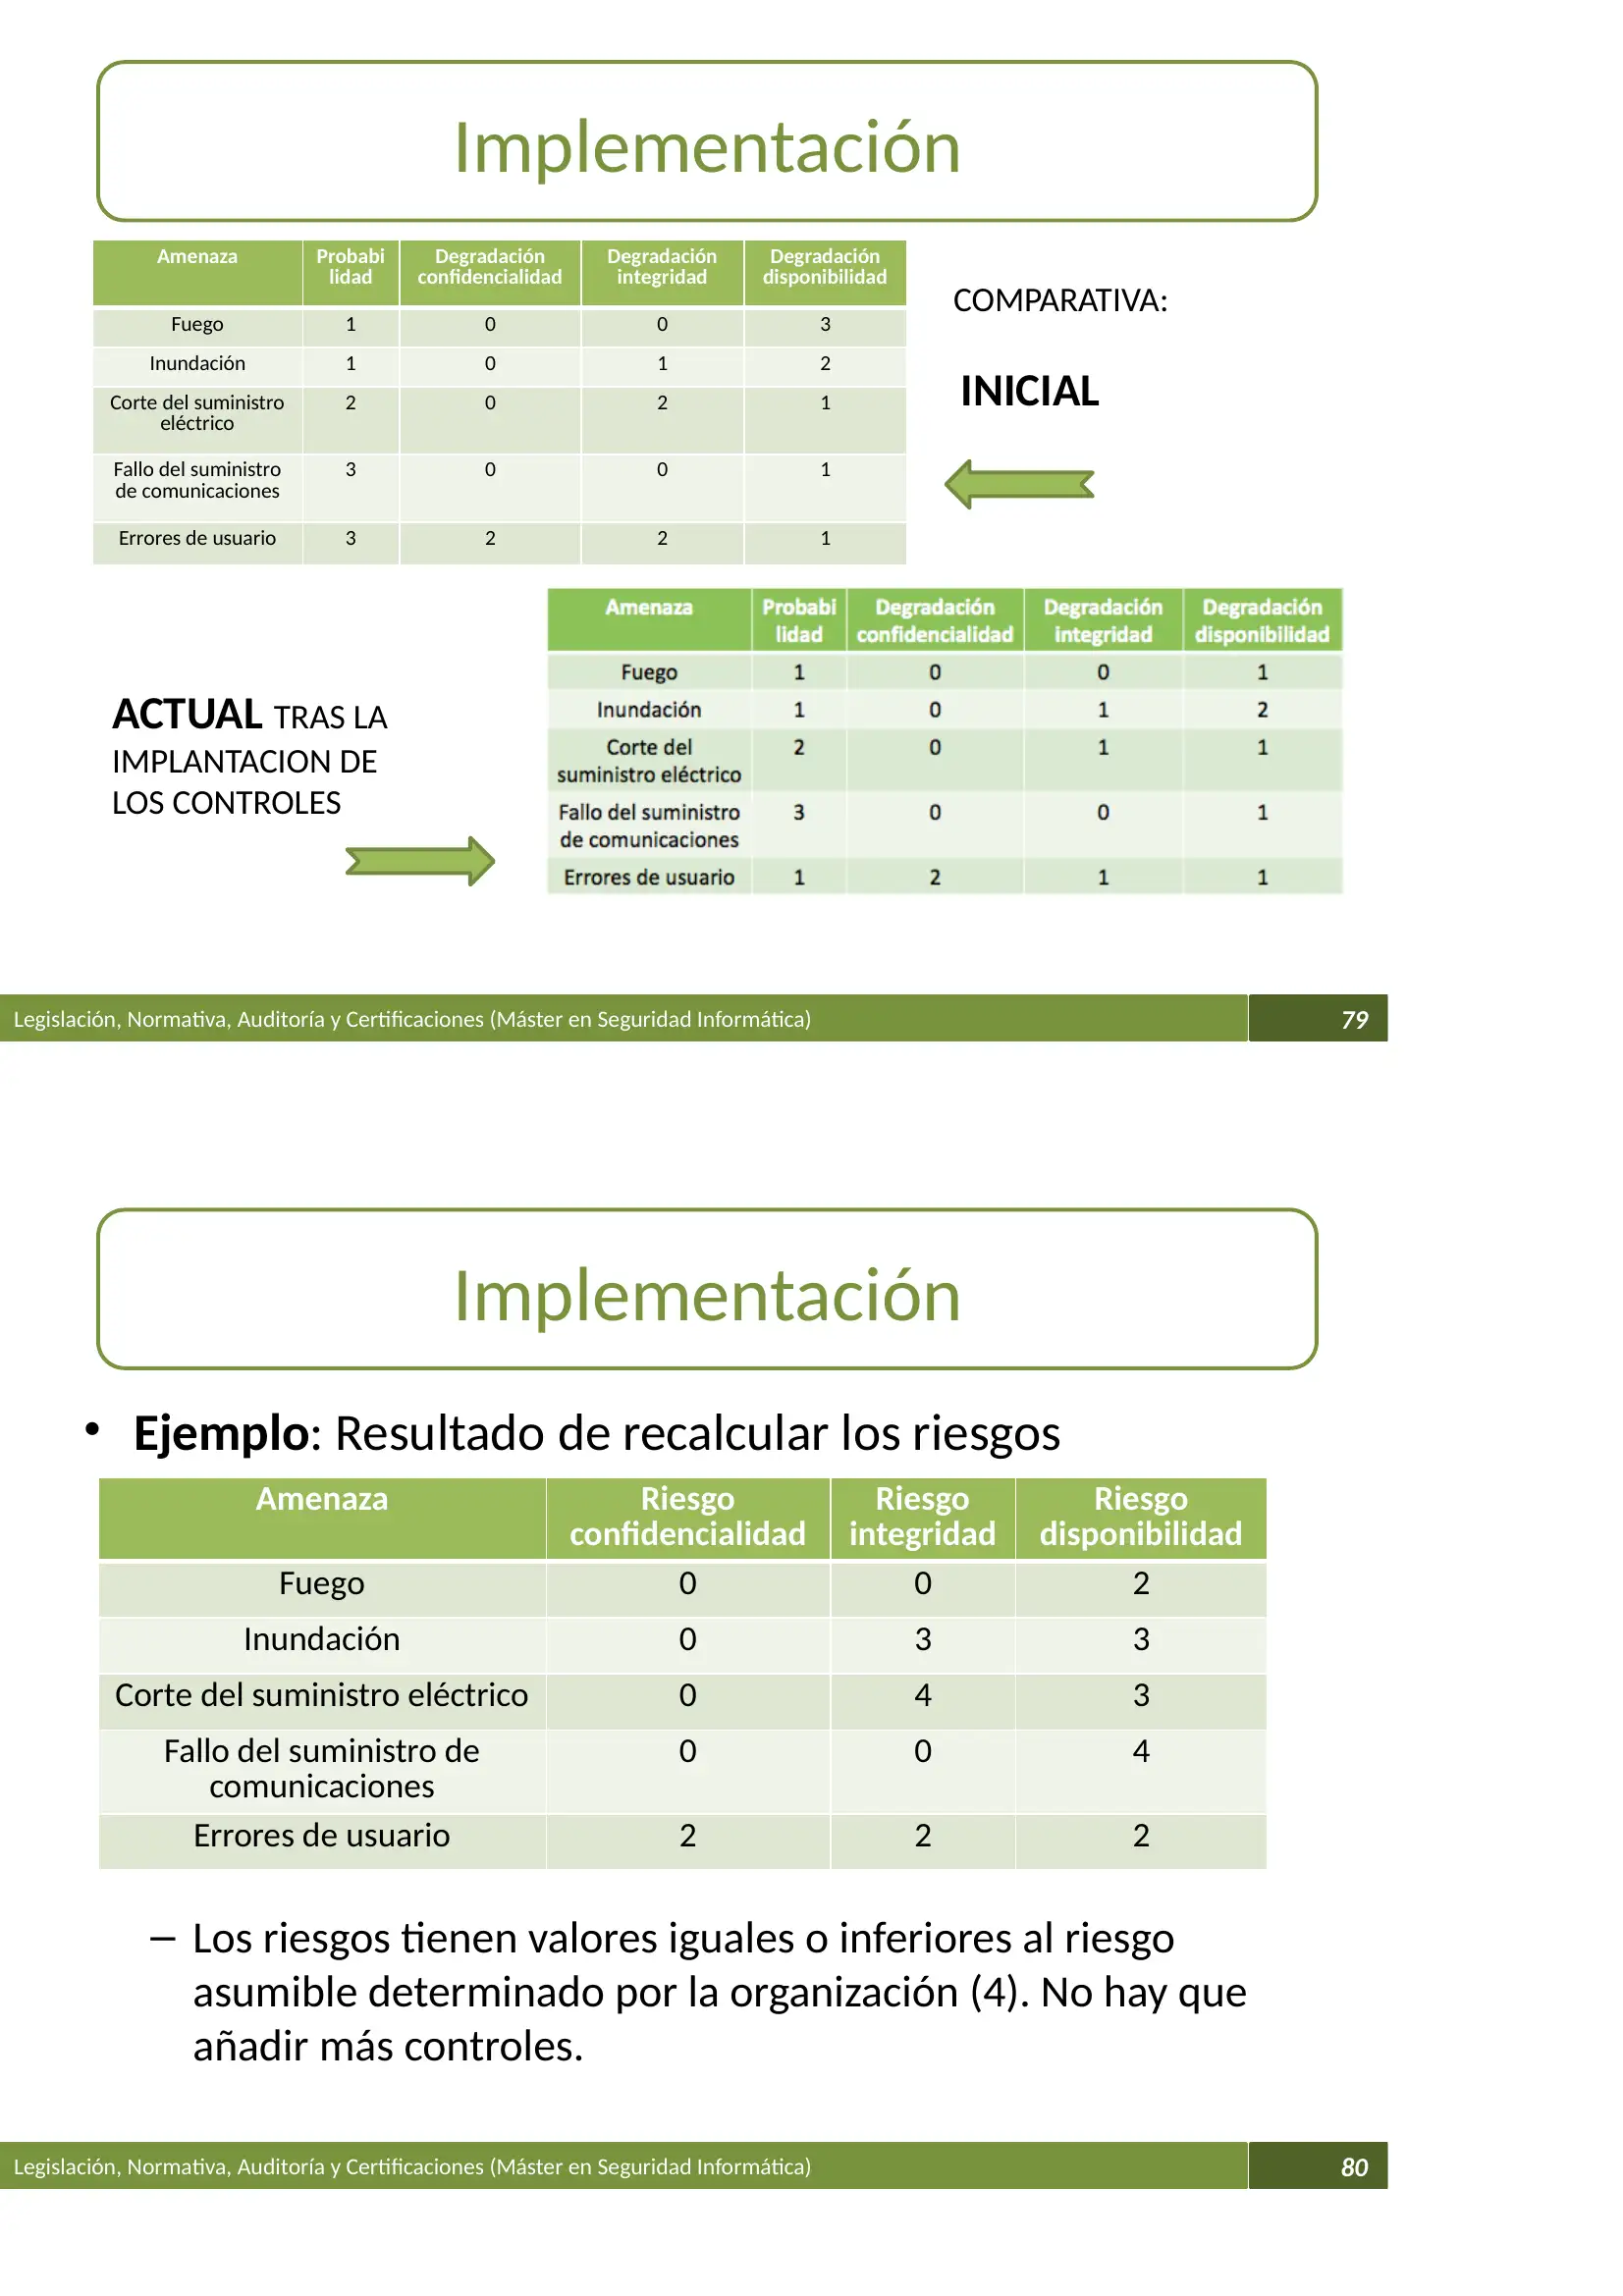 Implementación
Amenaza Probabi Degradación Degradación Degradación
lidad confidencialidad integridad disponibilidad
Fuego 1 0 0 3
Inundación 1 0 1 2
Corte del suministro 2 0 2 1
eléctrico
Fallo del suministro 3 0 0 1
de comunicaciones
Errores de usuario 3 2 2 1
COMPARATIVA:
INICIAL
ACTUAL TRAS LA
IMPLANTACION DE
LOS CONTROLES
Amenaza Probabi Degradación Degradación Degradación
lidad confidencialidad integridad disponibilidad
Fuego 1 0 0 1
Inundación 1 0 1 2
Corte del 2 0 1 1
suministro eléctrico
Fallo del suministro 3 0 0 1
de comunicaciones
Errores de usuario 1 2 1 1
Legislación, Normativa, Auditoría y Certificaciones (Máster en Seguridad Informática) 79
Implementación
• Ejemplo: Resultado de recalcular los riesgos
Amenaza Riesgo Riesgo Riesgo
confidencialidad integridad disponibilidad
Fuego 0 0 2
Inundación 0 3 3
Corte del suministro eléctrico 0 4 3
Fallo del suministro de 0 0 4
comunicaciones
Errores de usuario 2 2 2
– Los riesgos tienen valores iguales o inferiores al riesgo
asumible determinado por la organización (4). No hay que
añadir más controles.
Legislación, Normativa, Auditoría y Certificaciones (Máster en Seguridad Informática) 80